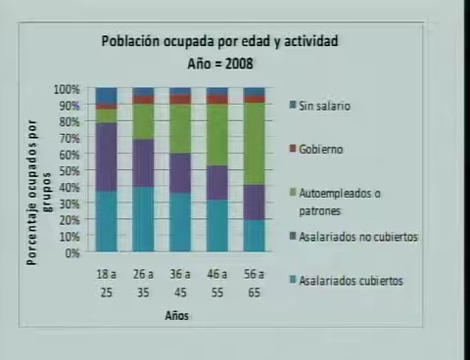 Población ocupada por edad y actividad
Año = 2008
Porcentaje ocupados por
grupos
100%
90%
80%
70%
60%
50%
40%
30%
20%
10%
0%
18 a
25
26 a
35
36 a
45
46 a
55
56 a
65
Años
Sin salario
Gobierno
Autoempleados o
patrones
Asalariados no cubiertos
Asalariados cubiertos